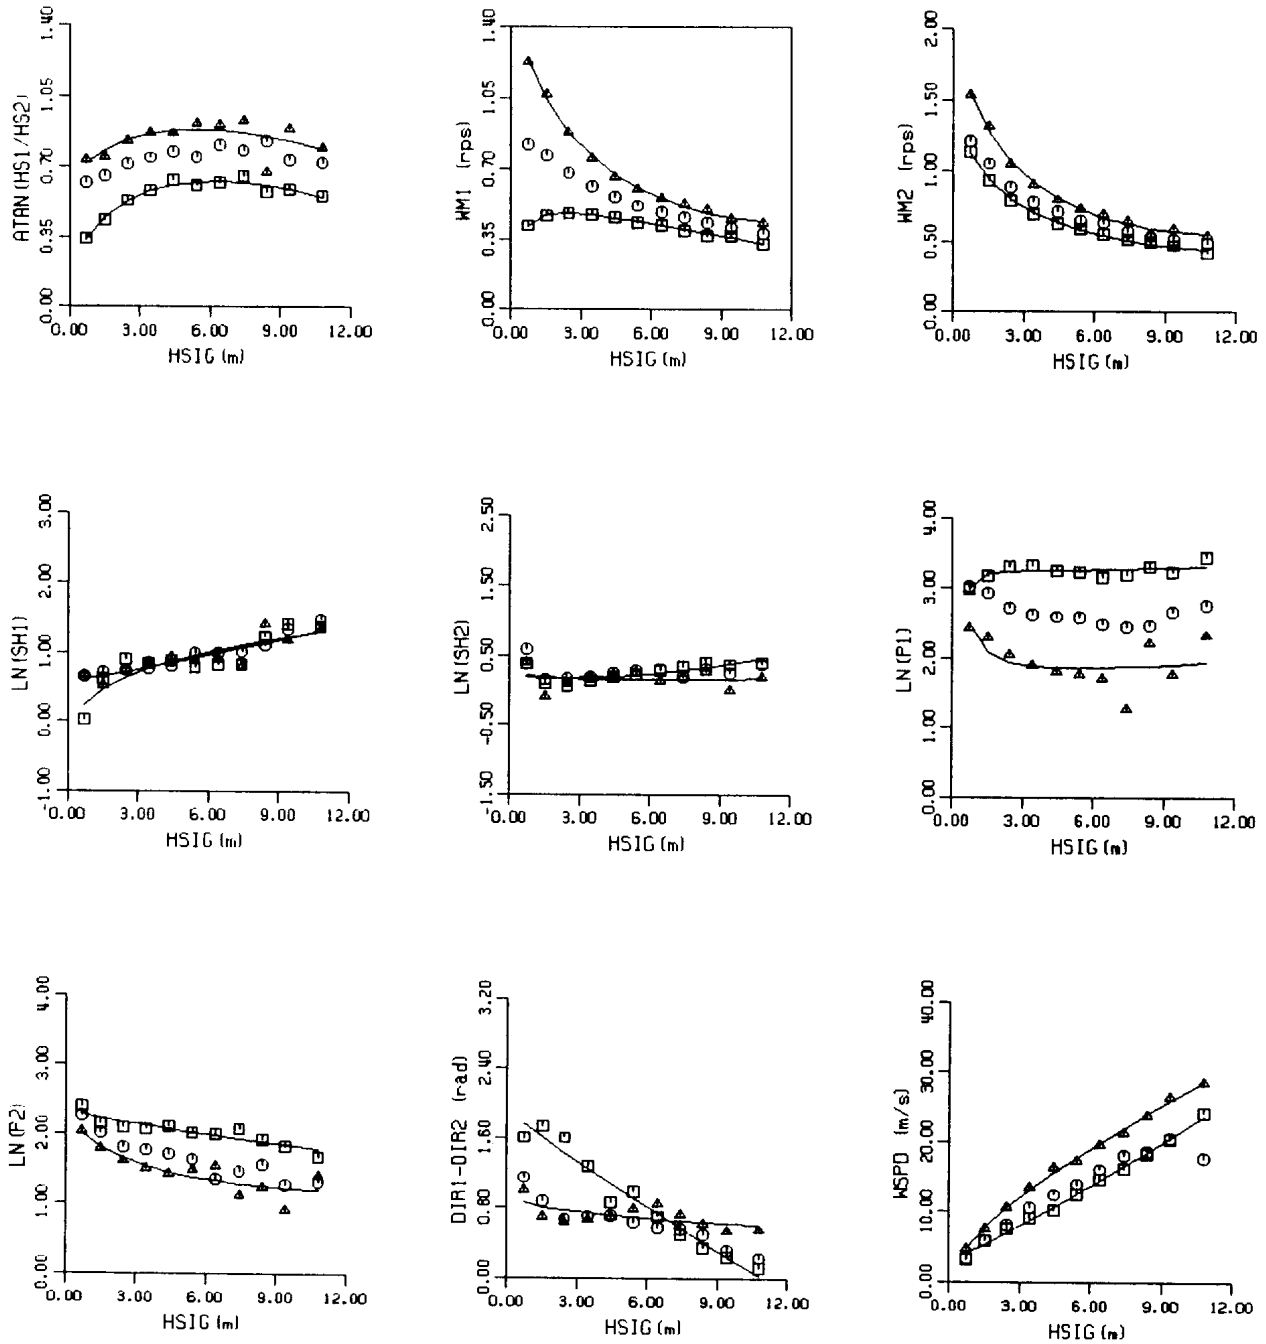 1.40
1.05
0.70
0.35
0.00
ATAN (HS1/HS2)
0.00 3.00 6.00 9.00 12.00
HSIG (m)
1.40
1.05
0.70
0.35
0.00
WM1 (rps)
0.00 3.00 6.00 9.00 12.00
HSIG (m)
2.00
1.50
1.00
0.50
0.00
WM2 (rps)
0.00 3.00 6.00 9.00 12.00
HSIG (m)
3.00
2.00
1.00
0.00
-1.00
LN (SH1)
0.00 3.00 6.00 9.00 12.00
HSIG (m)
2.50
1.50
0.50
-0.50
-1.50
LN (SH2)
0.00 3.00 6.00 9.00 12.00
HSIG (m)
4.00
3.00
2.00
1.00
0.00
LN (P1)
0.00 3.00 6.00 9.00 12.00
HSIG (m)
4.00
3.00
2.00
1.00
0.00
LN (P2)
0.00 3.00 6.00 9.00 12.00
HSIG (m)
3.20
2.40
1.60
0.80
0.00
DIR1-DIR2 (rad)
0.00 3.00 6.00 9.00 12.00
HSIG (m)
40.00
30.00
20.00
10.00
0.00
WSPD (m/s)
0.00 3.00 6.00 9.00 12.00
HSIG (m)